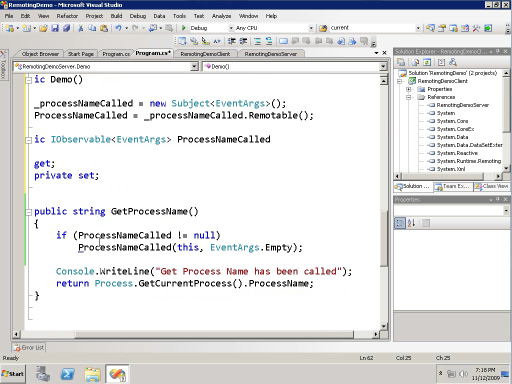 RemotingDemo - Microsoft Visual Studio
File Edit View Refactor Project Build Debug Data Tools Test Analyze Window Help
Debug Any CPU current
Object Browser Start Page Program.cs Program.cs* RemotingDemoClient RemotingDemoServer
RemotingDemoServer.Demo Demo()
ic Demo()
_processNameCalled = new Subject<EventArgs>();
ProcessNameCalled = _processNameCalled.Remotable();
ic IObservable<EventArgs> ProcessNameCalled
get;
private set;
public string GetProcessName()
{
if (ProcessNameCalled != null)
ProcessNameCalled(this, EventArgs.Empty);
Console.WriteLine("Get Process Name has been called");
return Process.GetCurrentProcess().ProcessName;
}
Toolbox
Solution Explorer - RemotingDemo
Solution 'RemotingDemo' (2 projects)
RemotingDemoClient
Properties
References
RemotingDemoServer
System
System.Core
System.CoreEx
System.Data
System.Data.DataSetExter
System.Reactive
System.Runtime.Remoting
System.Xml
Solution ... Team Ex... Class View
Properties
Error List
Ready Ln 62 Col 25 Ch 25
Start
7:18 PM
11/12/2009